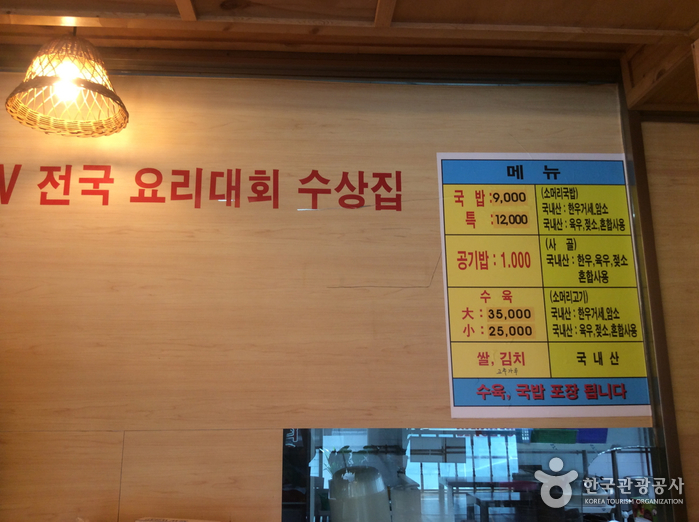 V 전국 요리대회 수상집
메 뉴
국 밥 : 9,000
특 : 12,000
(소머리국밥)
국내산 : 한우거세,암소
국내산 : 육우,젖소,혼합사용
공기밥 : 1.000
(사 골)
국내산 : 한우,육우,젖소
혼합사용
수 육
大 : 35,000
小 : 25,000
(소머리고기)
국내산 : 한우거세,암소
국내산 : 육우,젖소,혼합사용
쌀, 김치
국 내 산
수육, 국밥 포장 됩니다
한국관광공사
KOREA TOURISM ORGANIZATION